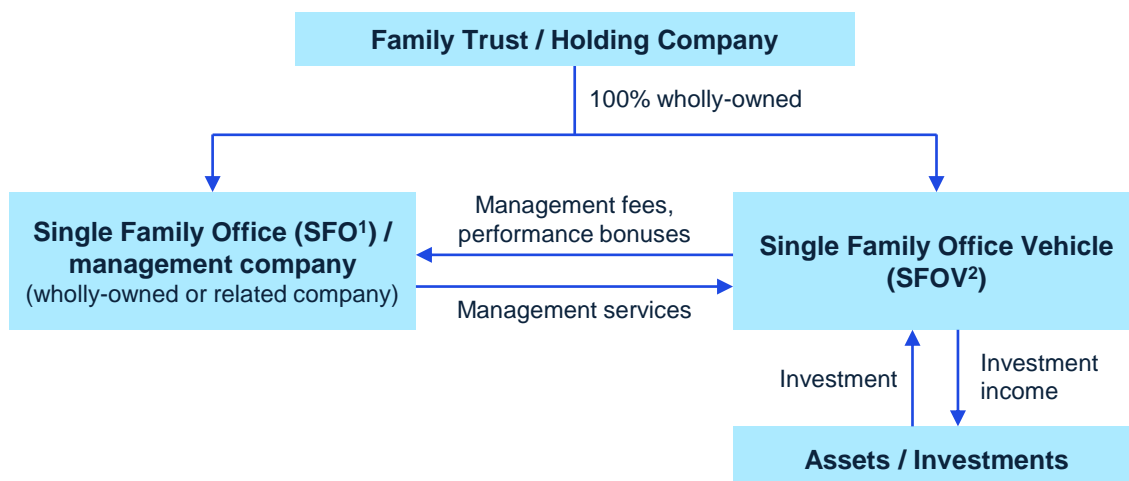 Family Trust / Holding Company
100% wholly-owned
Single Family Office (SFO¹) /
management company
(wholly-owned or related company)
Management fees,
performance bonuses
Management services
Single Family Office Vehicle
(SFOV²)
Investment
Investment
income
Assets / Investments